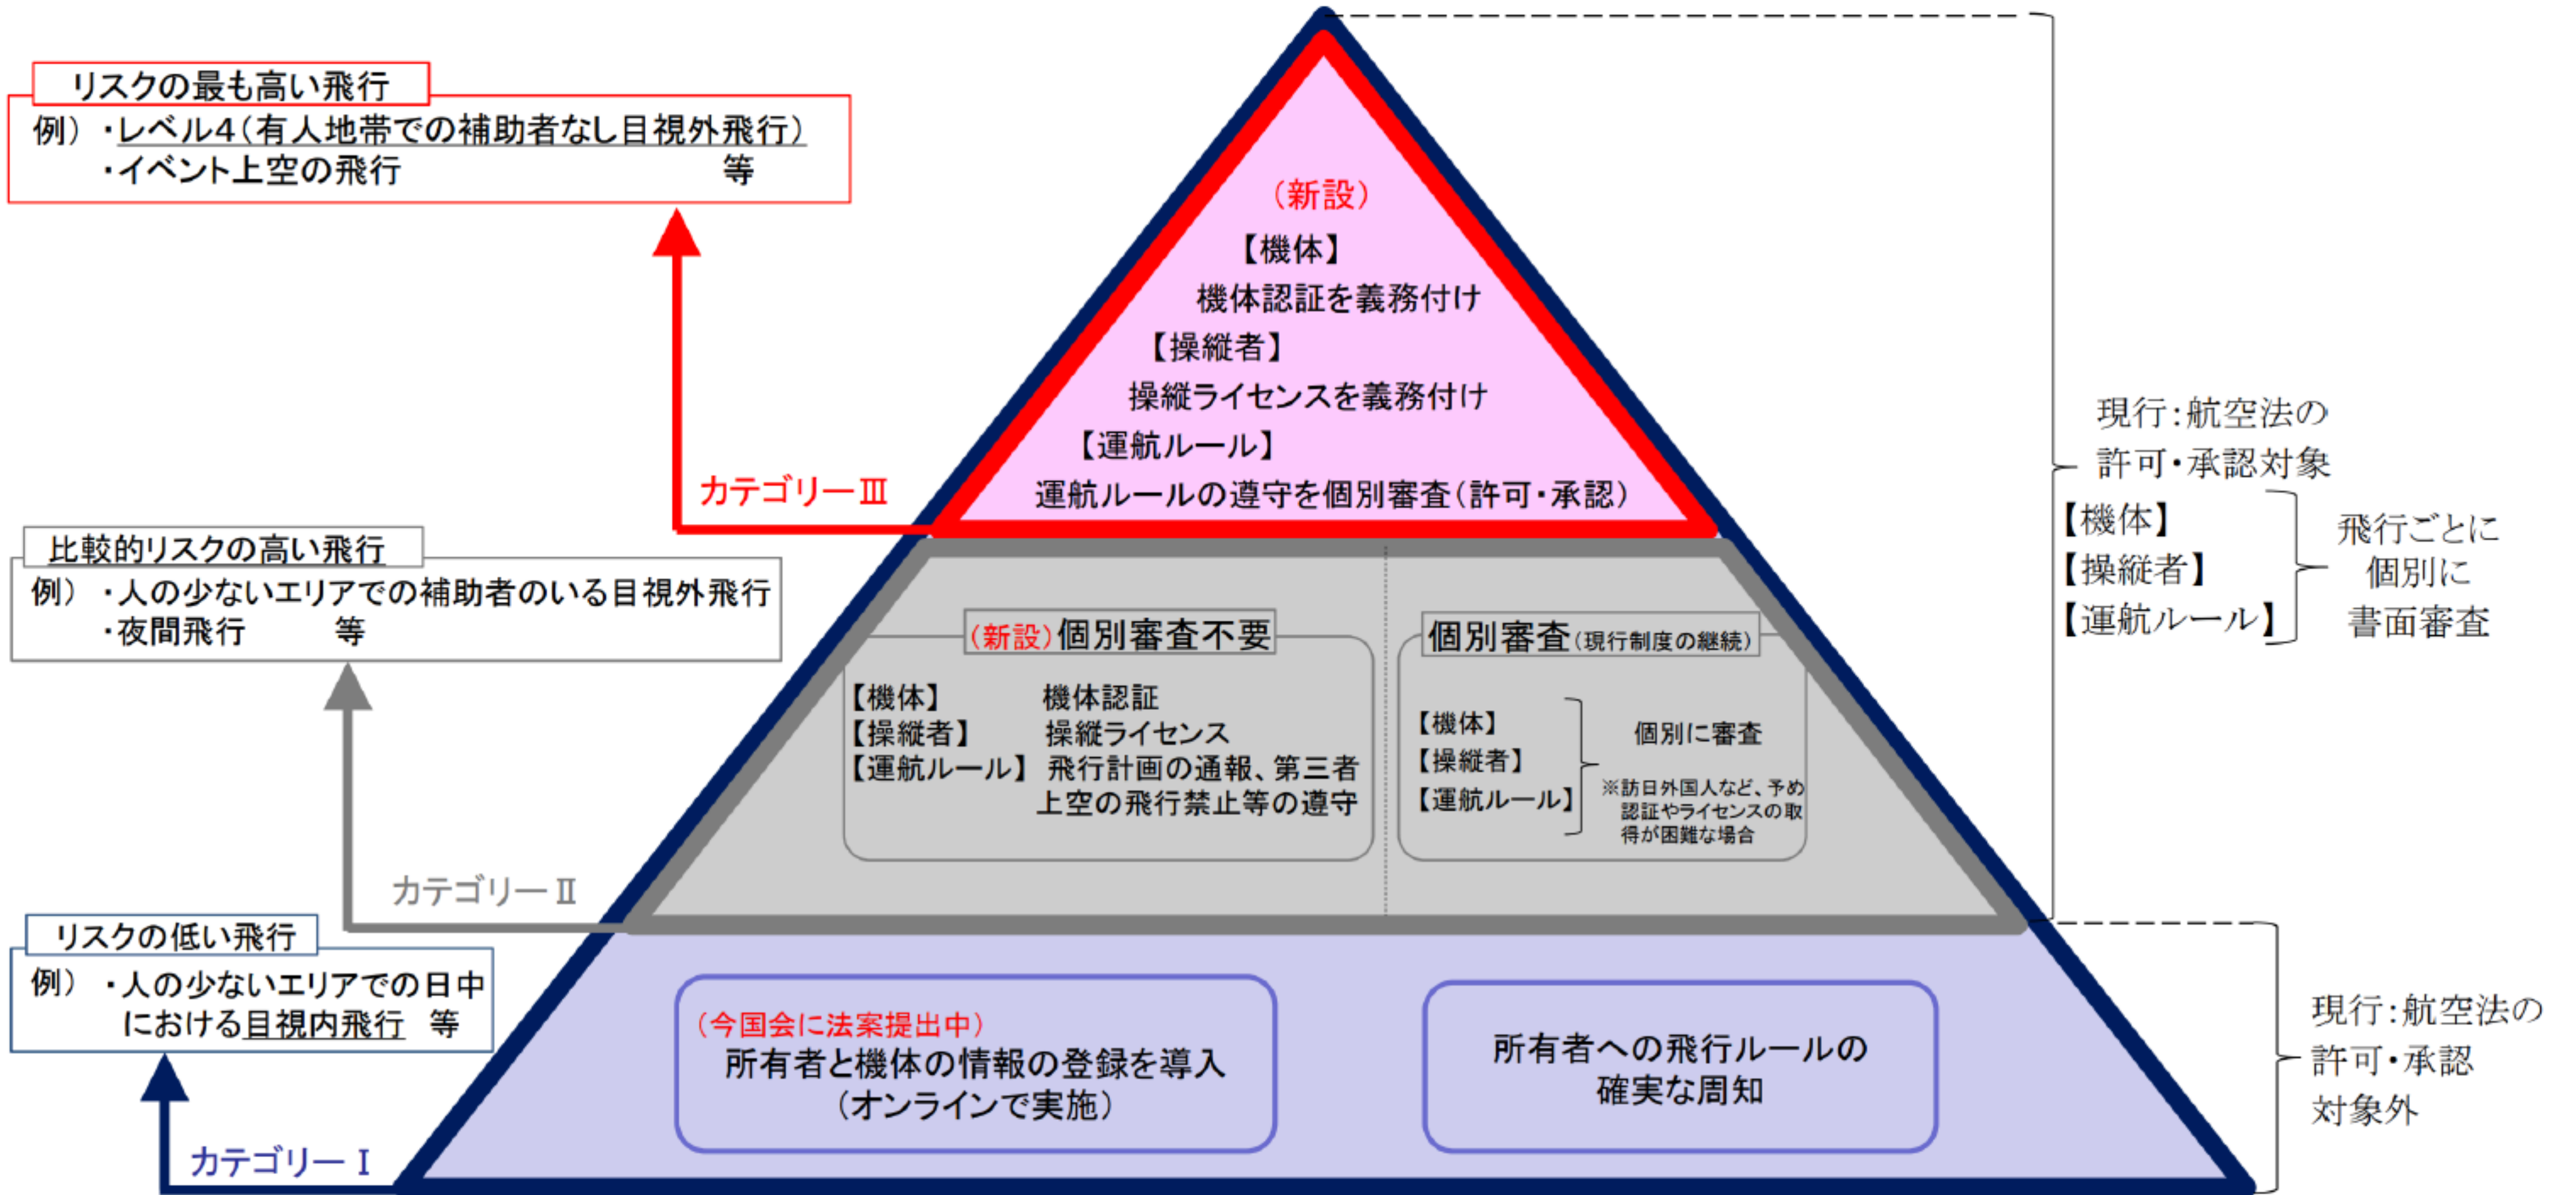 リスクの最も高い飛行
例）・レベル4（有人地帯での補助者なし目視外飛行）
・イベント上空の飛行　等
カテゴリーⅢ
（新設）
【機体】
機体認証を義務付け
【操縦者】
操縦ライセンスを義務付け
【運航ルール】
運航ルールの遵守を個別審査（許可・承認）
比較的リスクの高い飛行
例）・人の少ないエリアでの補助者のいる目視外飛行
・夜間飛行　等
カテゴリーⅡ
（新設）個別審査不要
【機体】　機体認証
【操縦者】　操縦ライセンス
【運航ルール】　飛行計画の通報、第三者
上空の飛行禁止等の遵守
個別審査（現行制度の継続）
【機体】
【操縦者】
【運航ルール】
個別に審査
※訪日外国人など、予め
認証やライセンスの取
得が困難な場合
リスクの低い飛行
例）・人の少ないエリアでの日中
における目視内飛行　等
カテゴリーⅠ
（今国会に法案提出中）
所有者と機体の情報の登録を導入
（オンラインで実施）
所有者への飛行ルールの
確実な周知
現行：航空法の
許可・承認対象
【機体】
【操縦者】
【運航ルール】
飛行ごとに
個別に
書面審査
現行：航空法の
許可・承認
対象外